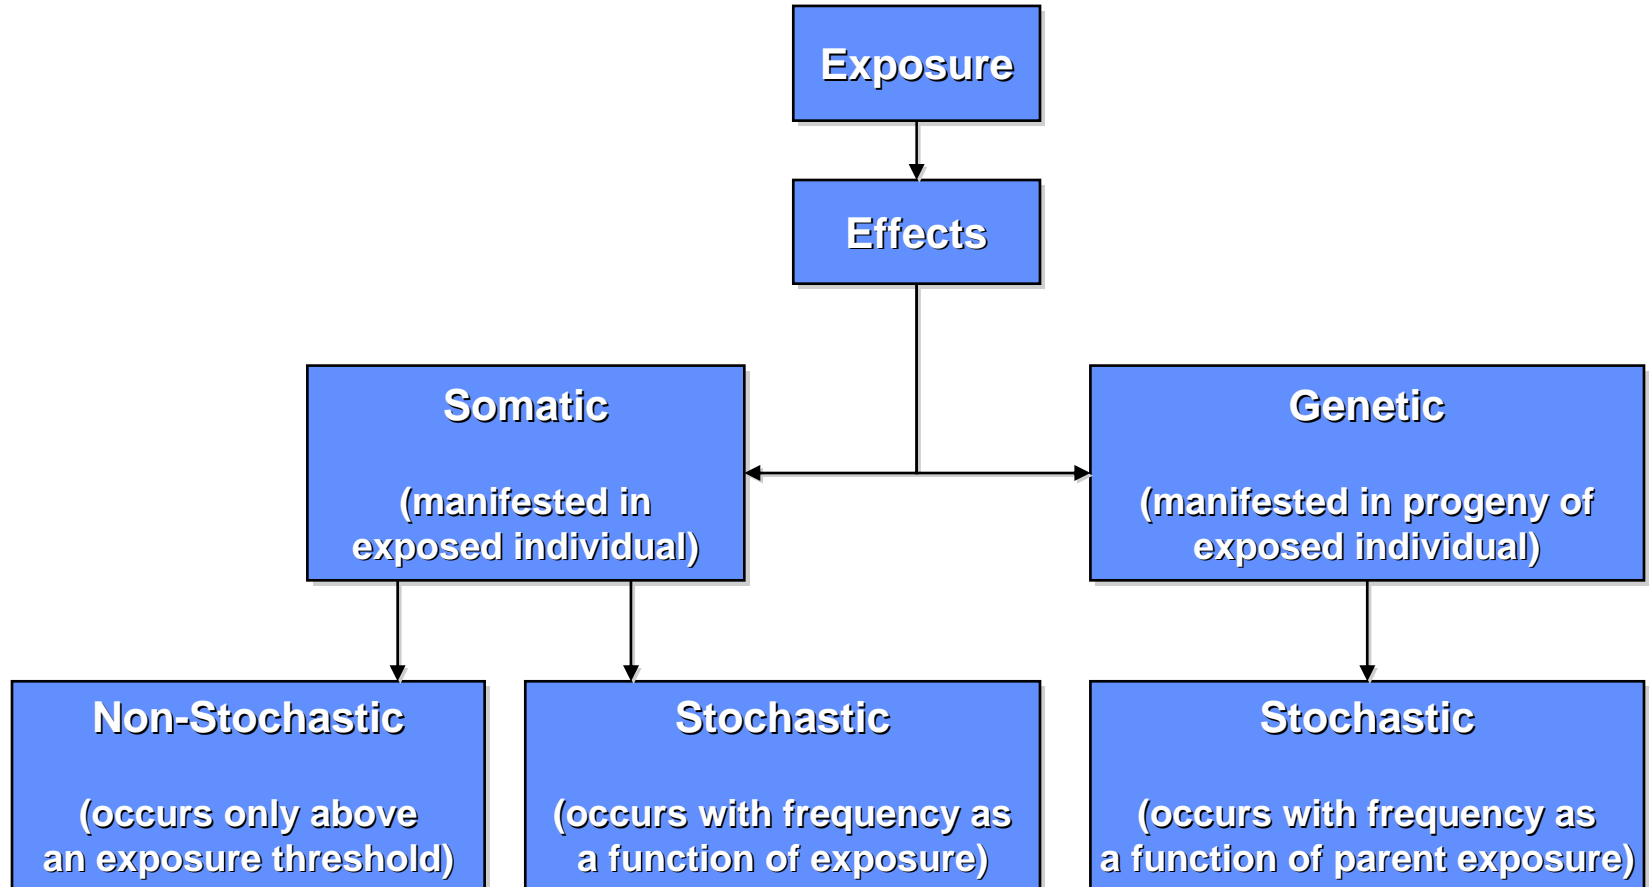 Exposure
Effects
Somatic
(manifested in
exposed individual)
Genetic
(manifested in progeny of
exposed individual)
Non-Stochastic
(occurs only above
an exposure threshold)
Stochastic
(occurs with frequency as
a function of exposure)
Stochastic
(occurs with frequency as
a function of parent exposure)